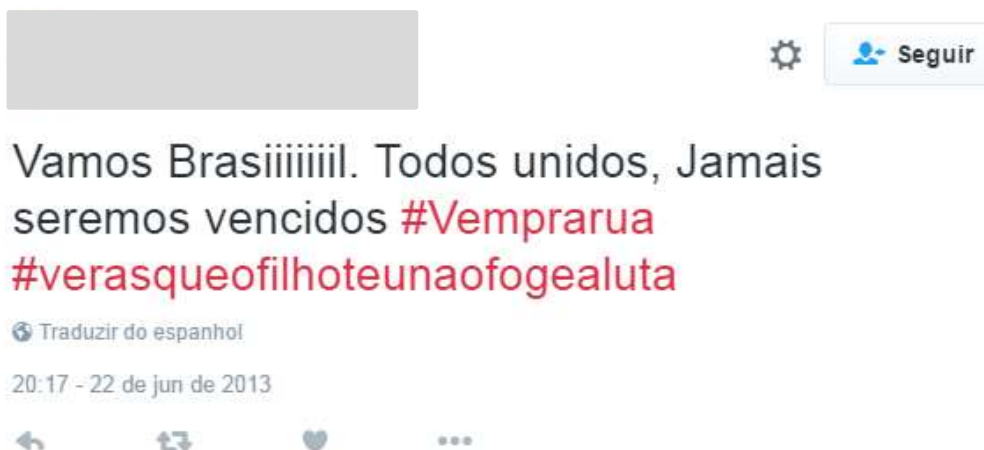 Seguir
Vamos Brasiiiiiiiil. Todos unidos, Jamais
seremos vencidos #Vemprarua
#verasqueofilhoteunaofogealuta
Traduzir do espanhol
20:17 - 22 de jun de 2013